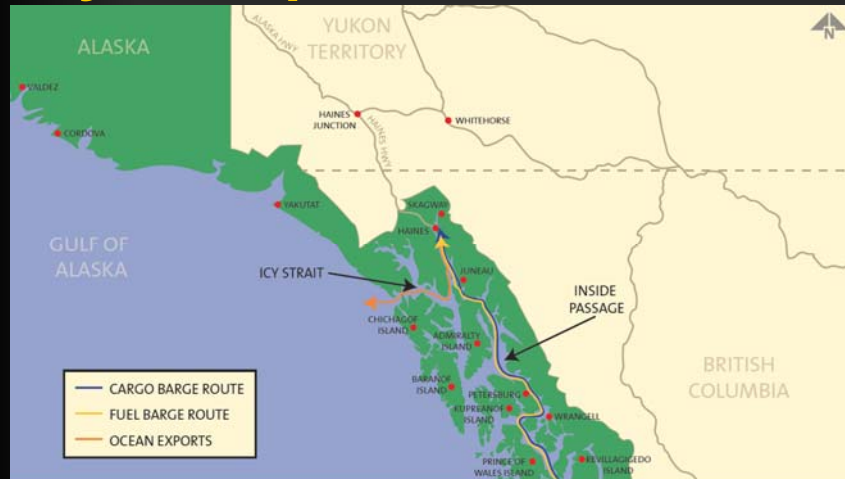 ALASKA
YUKON
TERRITORY
N
ALASKA HWY
VALDEZ
HAINES
JUNCTION
WHITEHORSE
CORDOVA
HAINES HWY
SKAGWAY
YAKUTAT
HAINES
GULF OF
ALASKA
ICY STRAIT
JUNEAU
INSIDE
PASSAGE
CHICHAGOF
ISLAND
ADMIRALTY
ISLAND
BRITISH
COLUMBIA
BARANOF
ISLAND
PETERSBURG
KUPREANOF
ISLAND
WRANGELL
CARGO BARGE ROUTE
FUEL BARGE ROUTE
OCEAN EXPORTS
PRINCE OF
WALES ISLAND
REVILLAGIGEDO
ISLAND